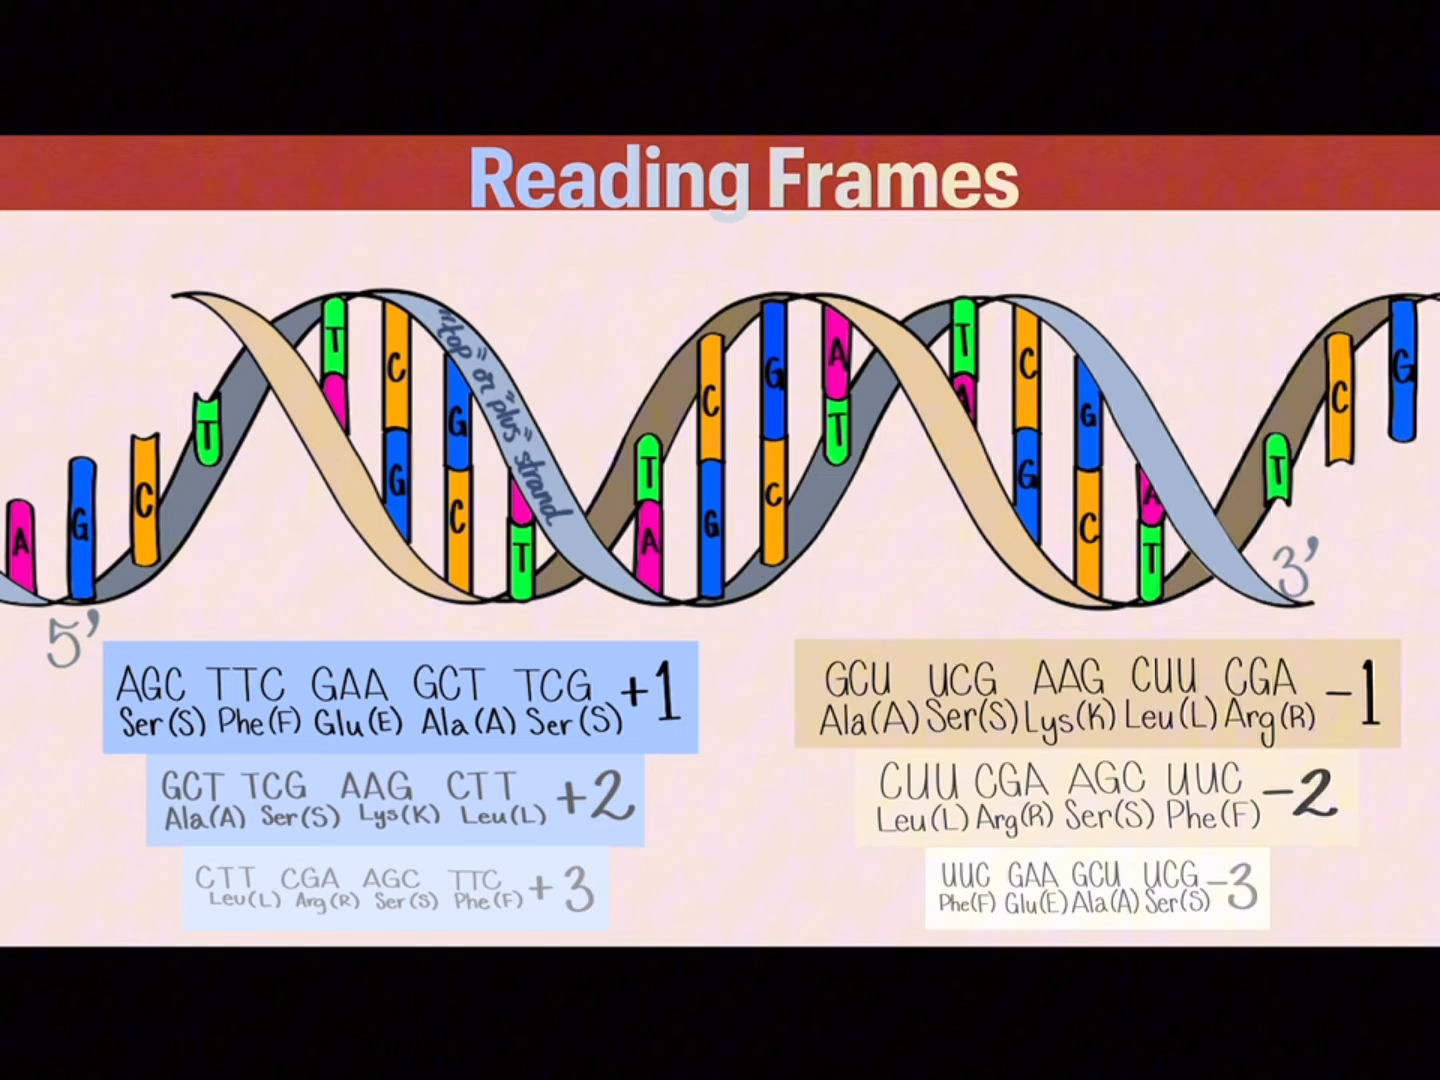 Reading Frames
"top" or "plus" strand
A G C T T C G G C T T A C G G C A T T A C G G C A T T C G
5' 3'
AGC TTC GAA GCT TCG +1
Ser(S) Phe(F) Glu(E) Ala(A) Ser(S)
GCT TCG AAG CTT +2
Ala(A) Ser(S) Lys(K) Leu(L)
CTT CGA AGC TTC +3
Leu(L) Arg(R) Ser(S) Phe(F)
GCU UCG AAG CUU CGA -1
Ala(A) Ser(S) Lys(K) Leu(L) Arg(R)
CUU CGA AGC UUC -2
Leu(L) Arg(R) Ser(S) Phe(F)
UUC GAA GCU UCG -3
Phe(F) Glu(E) Ala(A) Ser(S)